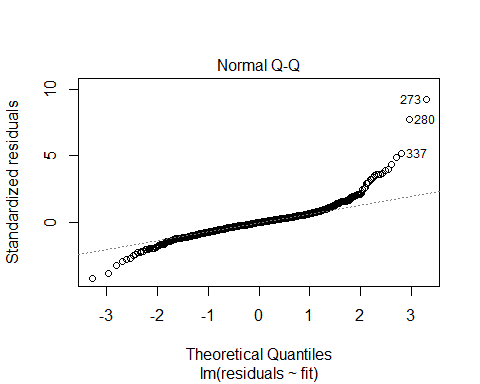 Normal Q-Q
Standardized residuals
10
5
0
273
280
337
-3 -2 -1 0 1 2 3
Theoretical Quantiles
lm(residuals ~ fit)